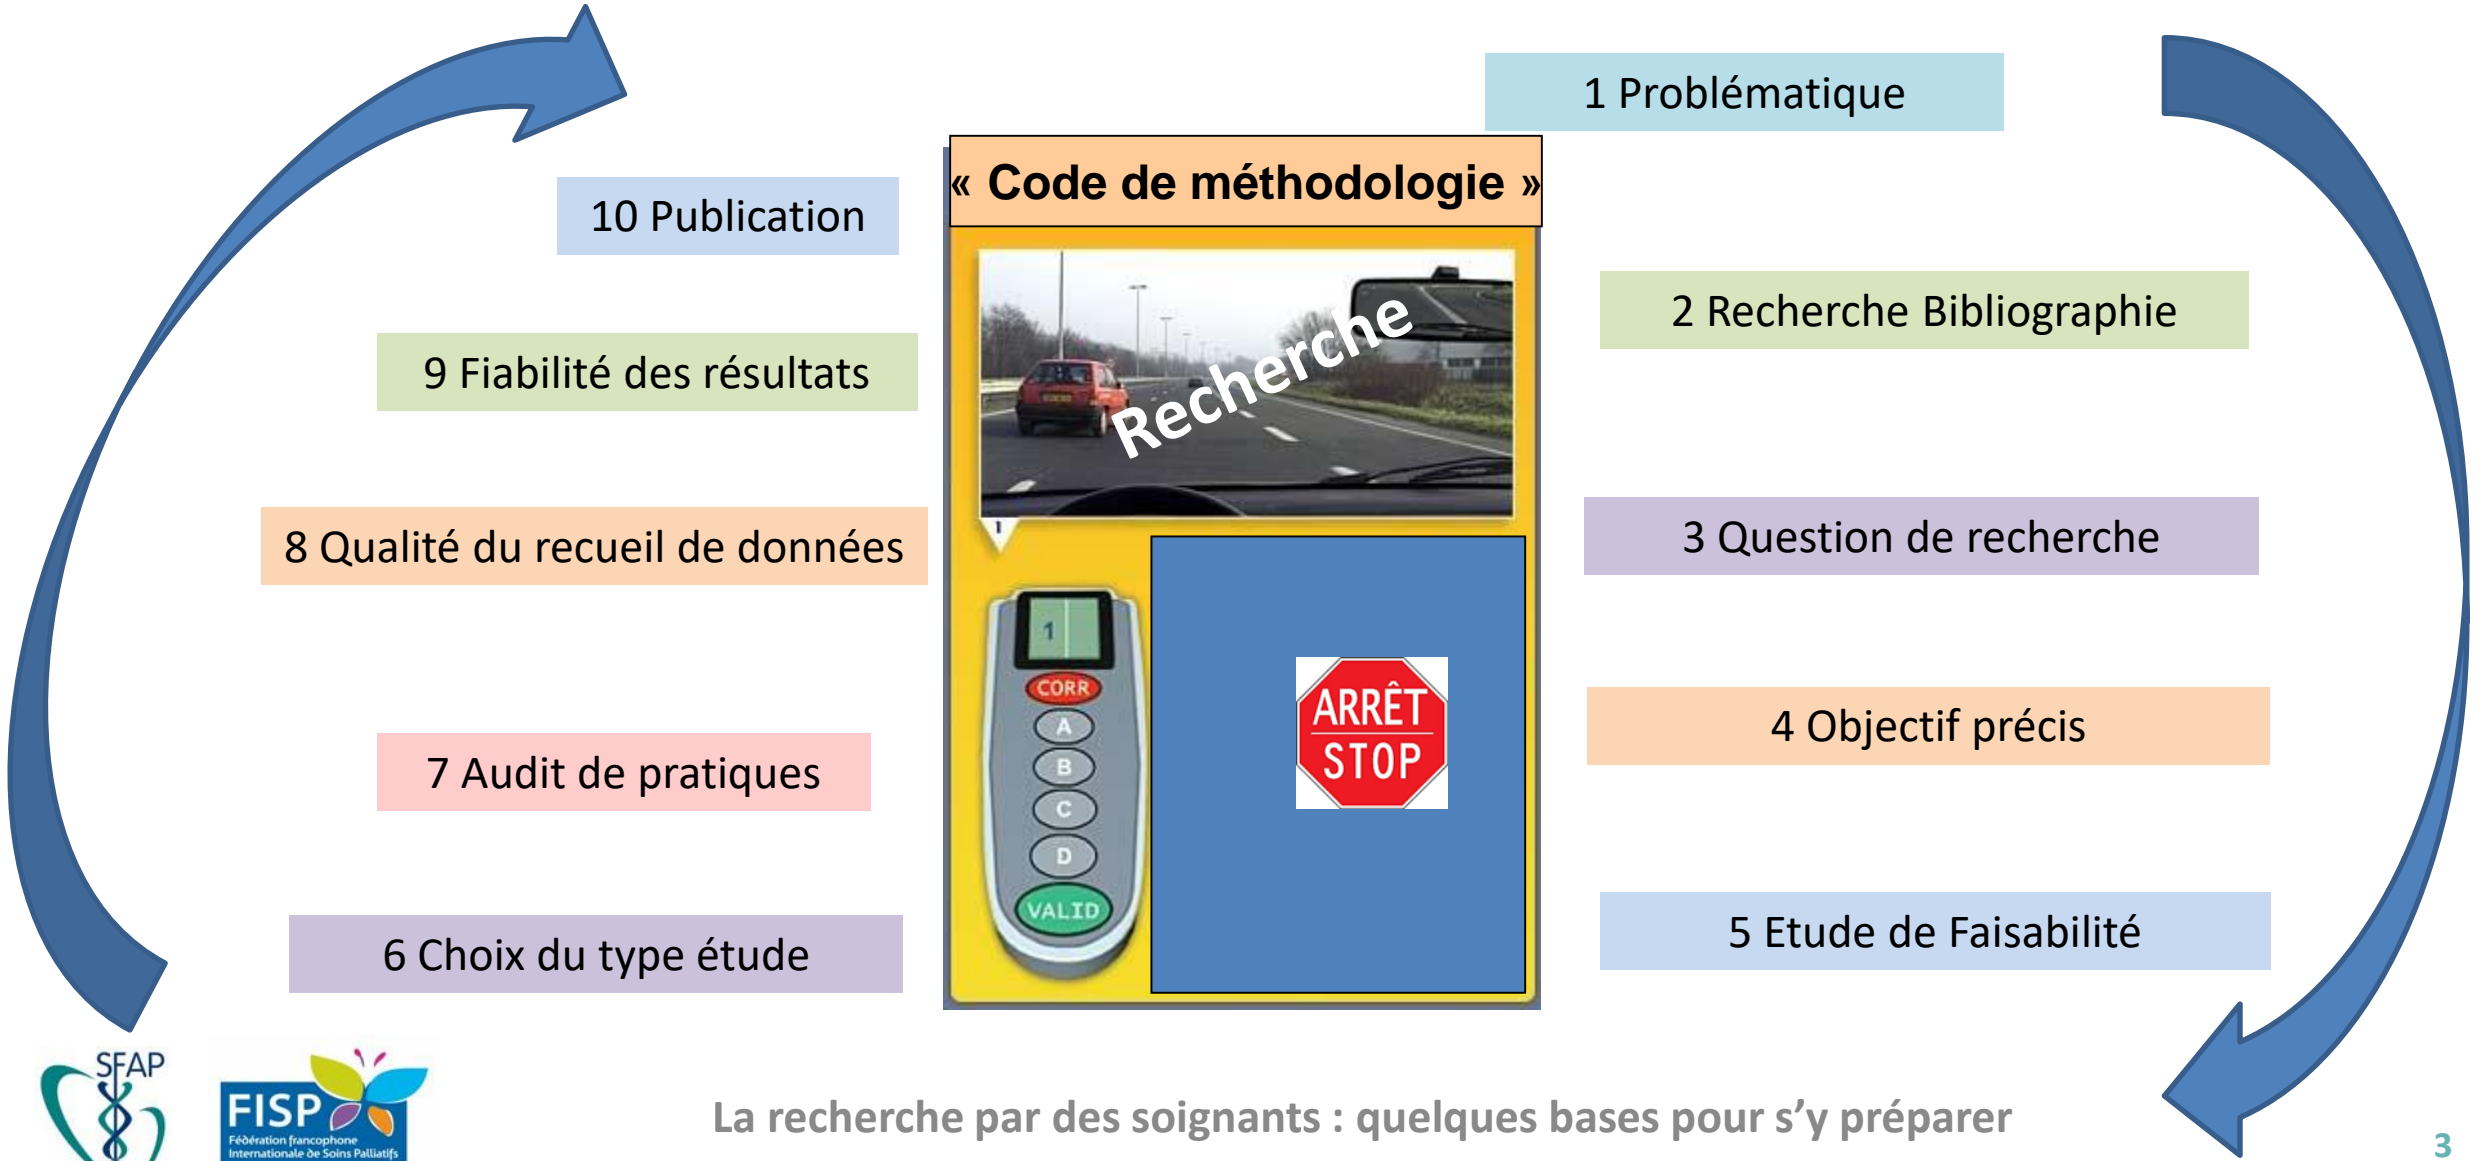 1 Problématique
« Code de méthodologie »
10 Publication
2 Recherche Bibliographie
Recherche
9 Fiabilité des résultats
3 Question de recherche
8 Qualité du recueil de données
1
1
CORR
A
B
C
D
VALID
ARRÊT
STOP
4 Objectif précis
7 Audit de pratiques
5 Etude de Faisabilité
6 Choix du type étude
SFAP
FISP
Fédération francophone
Internationale de Soins Palliatifs
La recherche par des soignants : quelques bases pour s’y préparer
3